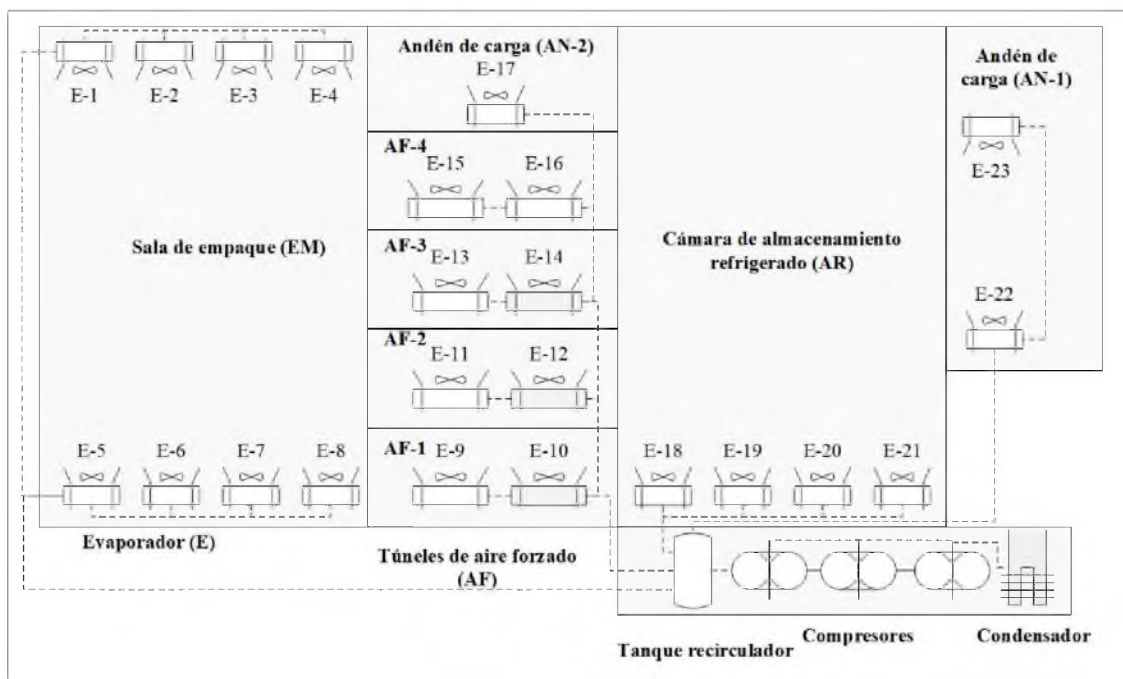 Andén de carga (AN-2)
E-17
Andén de
carga (AN-1)
E-1
E-2
E-3
E-4
AF-4
E-15
E-16
E-23
Sala de empaque (EM)
AF-3
E-13
E-14
Cámara de almacenamiento
refrigerado (AR)
E-22
AF-2
E-11
E-12
E-5
E-6
E-7
E-8
AF-1
E-9
E-10
E-18
E-19
E-20
E-21
Evaporador (E)
Túneles de aire forzado
(AF)
Tanque recirculador
Compresores
Condensador